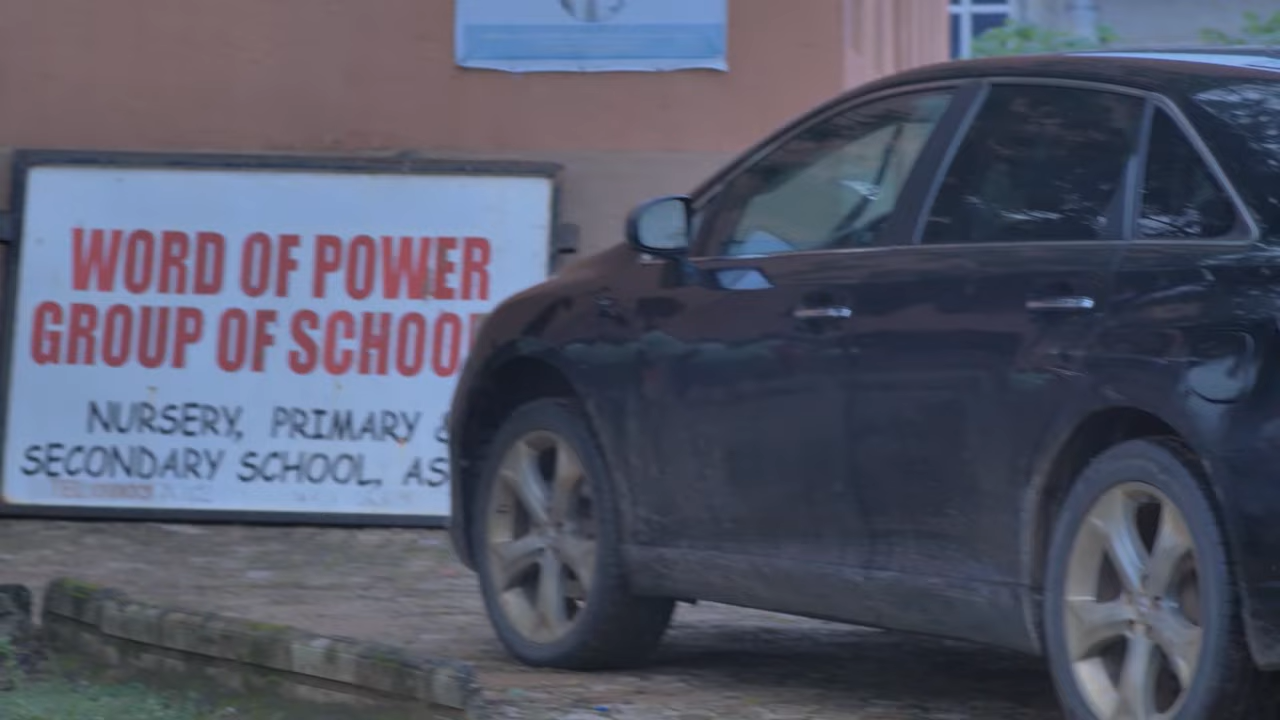 WORD OF POWER
GROUP OF SCHOO
NURSERY, PRIMARY &
SECONDARY SCHOOL, AS